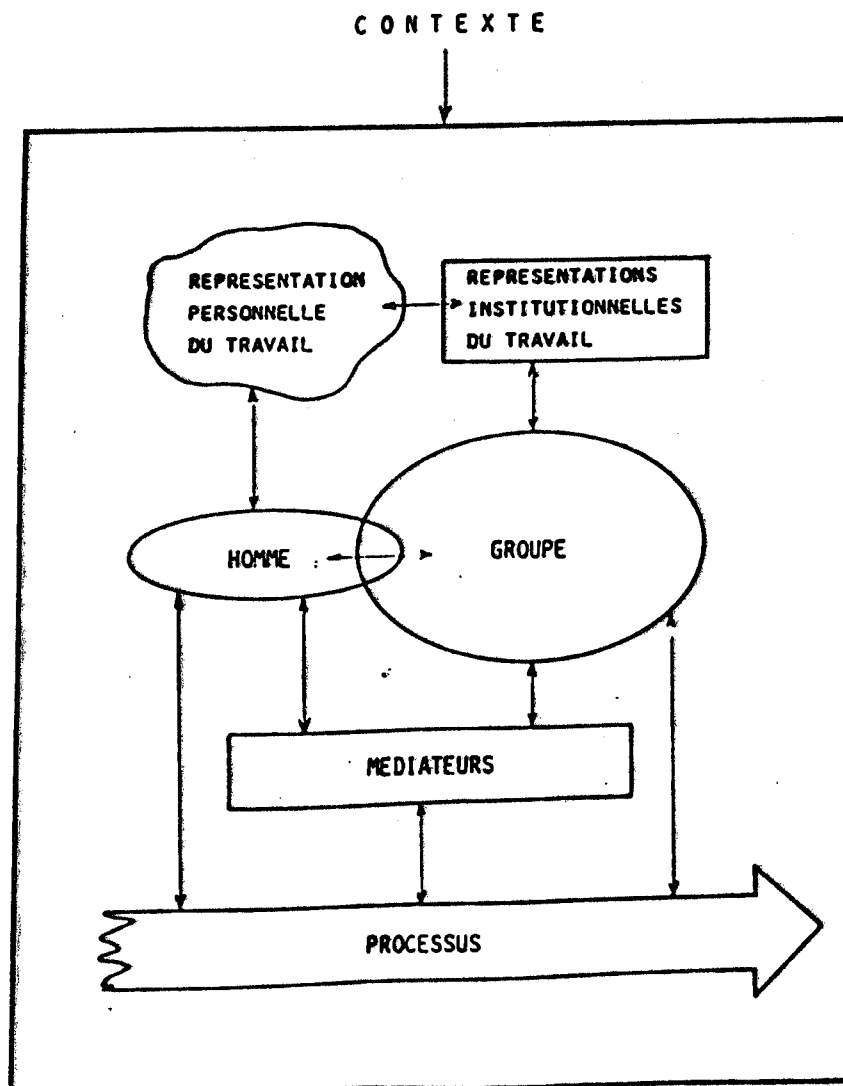 CONTEXTE
REPRESENTATION
PERSONNELLE
DU TRAVAIL
REPRESENTATIONS
INSTITUTIONNELLES
DU TRAVAIL
HOMME
GROUPE
MEDIATEURS
PROCESSUS